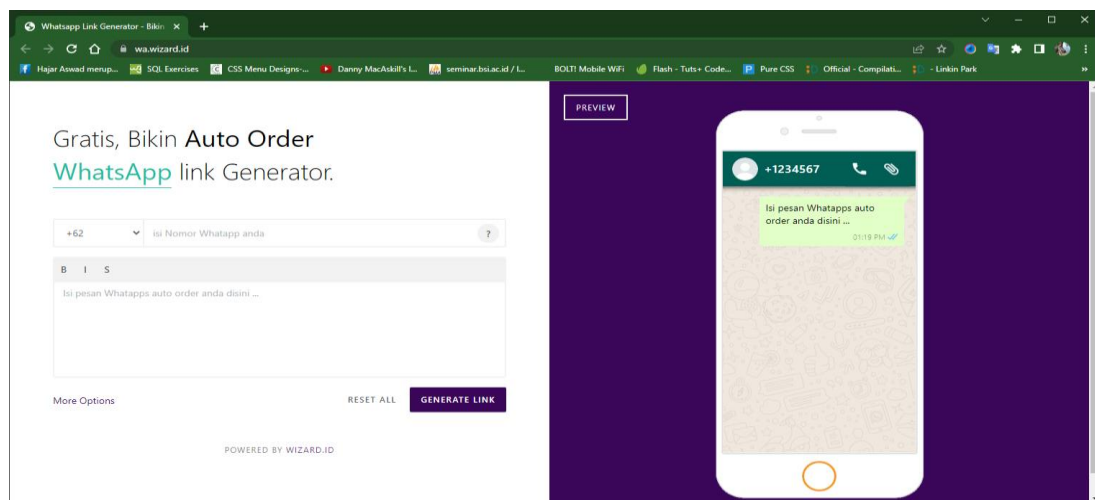 Whatsapp Link Generator - Bikin
wa.wizard.id
Hajar Aswad merup... SQL Exercises CSS Menu Designs-... Danny MacAskill's I... seminar.bsi.ac.id / I... BOLT! Mobile WiFi Flash - Tuts+ Code... Pure CSS Official - Compilati... - Linkin Park
Gratis, Bikin Auto Order
WhatsApp link Generator.
+62 isi Nomor Whatapp anda ?
B I S
Isi pesan Whatapps auto order anda disini ...
More Options RESET ALL GENERATE LINK
POWERED BY WIZARD.ID
PREVIEW
+1234567
Isi pesan Whatapps auto
order anda disini ...
01:19 PM